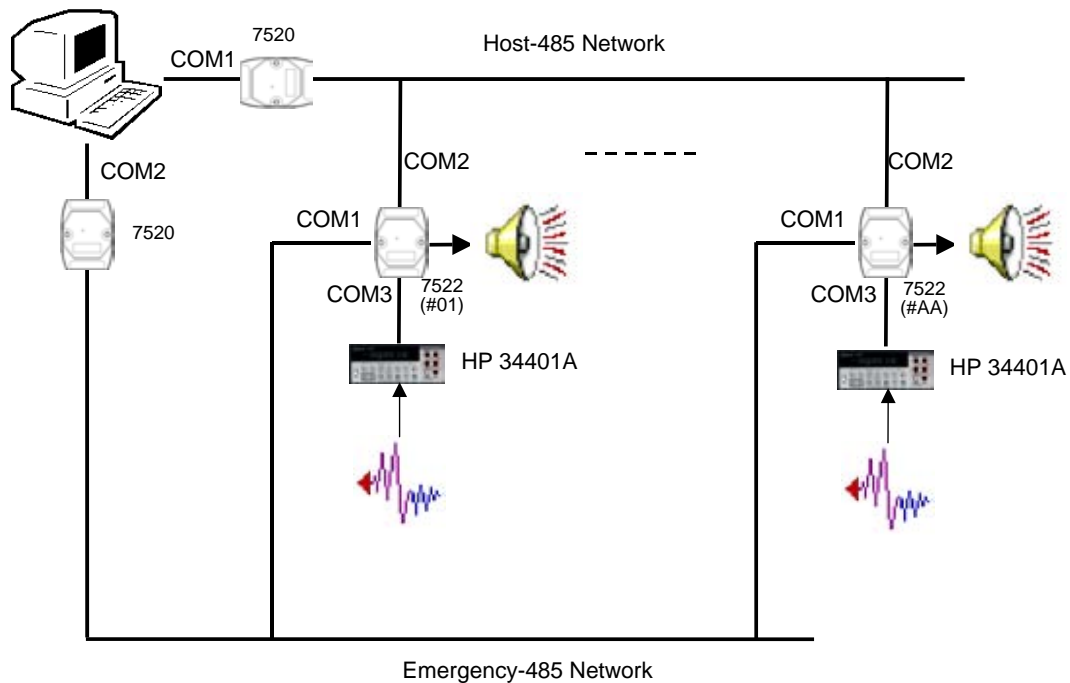 7520
Host-485 Network
COM1
COM2
COM2
COM2
7520
COM1
COM1
COM3
7522
(#01)
COM3
7522
(#AA)
HP 34401A
HP 34401A
Emergency-485 Network